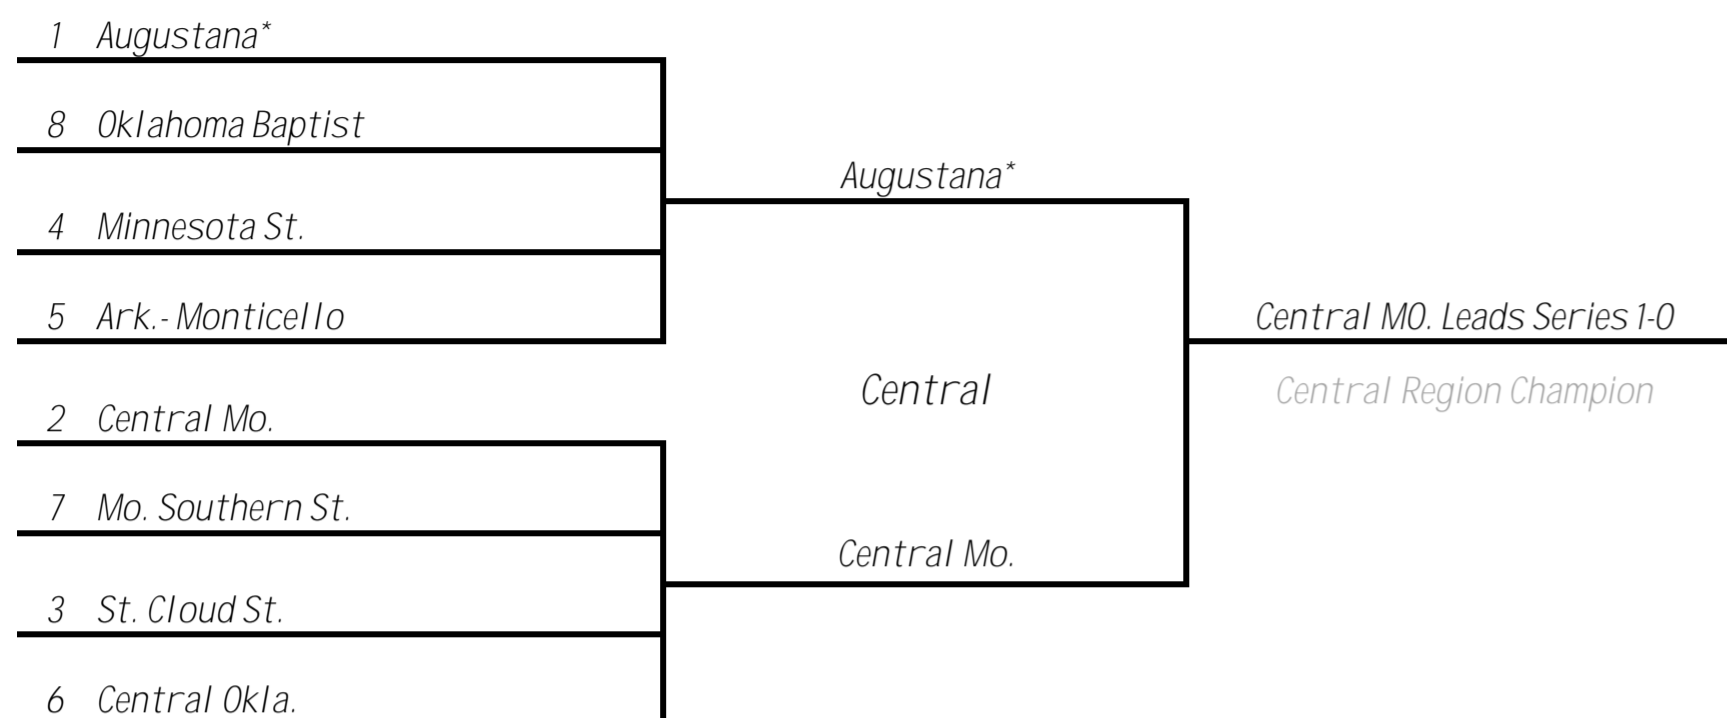 1 Augustana*
8 Oklahoma Baptist
Augustana*
4 Minnesota St.
5 Ark.- Monticello
Central MO. Leads Series 1-0
Central
Central Region Champion
2 Central Mo.
7 Mo. Southern St.
Central Mo.
3 St. Cloud St.
6 Central Okla.